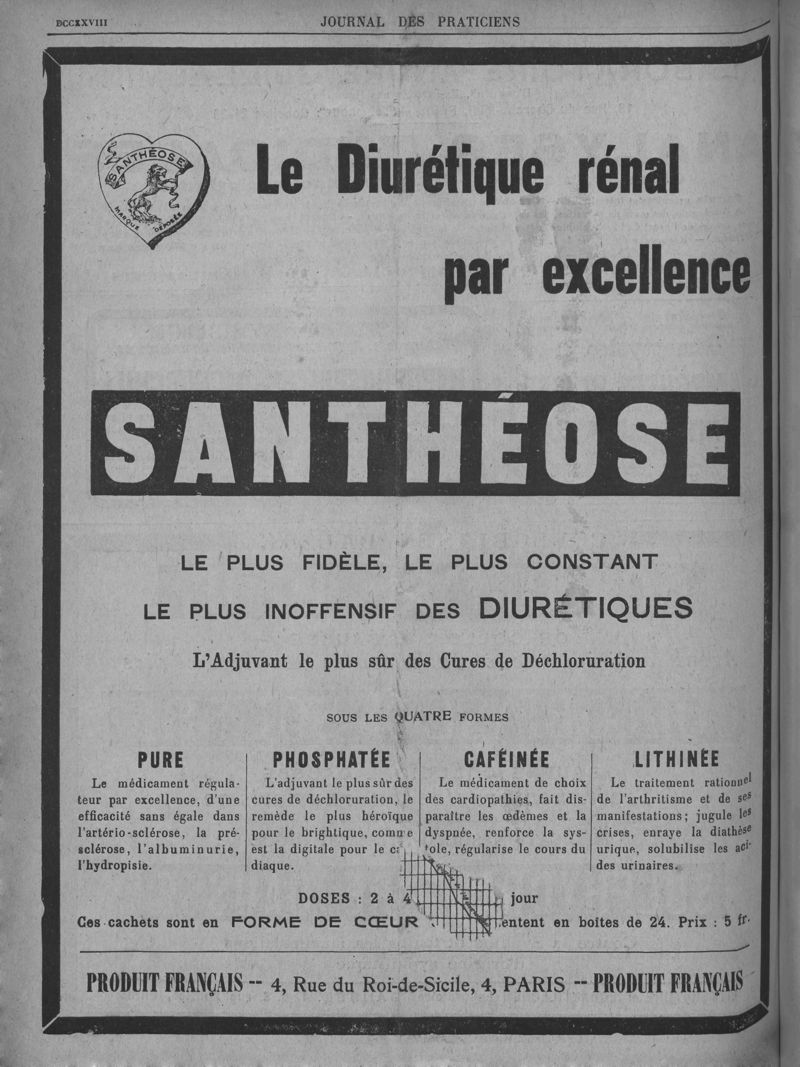 DCCXXVIII JOURNAL DES PRATICIENS
SANTHÉOSE
MARQUE DÉPOSÉE
Le Diurétique rénal
par excellence
SANTHÉOSE
LE PLUS FIDÈLE, LE PLUS CONSTANT
LE PLUS INOFFENSIF DES DIURÉTIQUES
L'Adjuvant le plus sûr des Cures de Déchloruration
SOUS LES QUATRE FORMES
PURE
Le médicament régula-
teur par excellence, d'une
efficacité sans égale dans
l'artério-sclérose, la pré-
sclérose, l'albuminurie,
l'hydropisie.
PHOSPHATÉE
L'adjuvant le plus sûr des
cures de déchloruration, le
remède le plus héroïque
pour le brightique, comme
est la digitale pour le
diaque.
CAFÉINÉE
Le médicament de choix
des cardiopathies, fait dis-
paraître les œdèmes et la
dyspnée, renforce la sys-
tole, régularise le cours du
LITHINÉE
Le traitement rationnel
de l'arthritisme et de ses
manifestations ; jugule les
crises, enraye la diathèse
urique, solubilise les aci-
des urinaires.
DOSES : 2 à 4 jour
Ces cachets sont en FORME DE CŒUR entent en boîtes de 24. Prix : 5 fr.
PRODUIT FRANÇAIS -- 4, Rue du Roi-de-Sicile, 4, PARIS -- PRODUIT FRANÇAIS